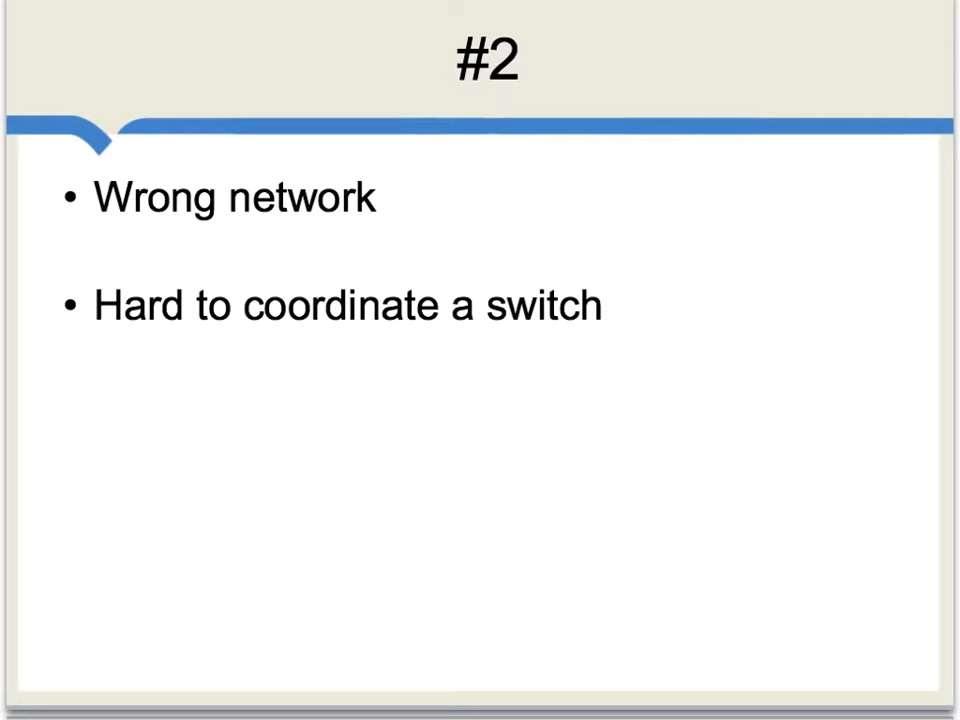 #2
• Wrong network
• Hard to coordinate a switch